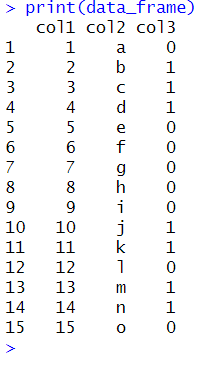 > print(data_frame)
   col1 col2 col3
1     1    a    0
2     2    b    1
3     3    c    1
4     4    d    1
5     5    e    0
6     6    f    0
7     7    g    0
8     8    h    0
9     9    i    0
10   10    j    1
11   11    k    1
12   12    l    0
13   13    m    1
14   14    n    1
15   15    o    0
>